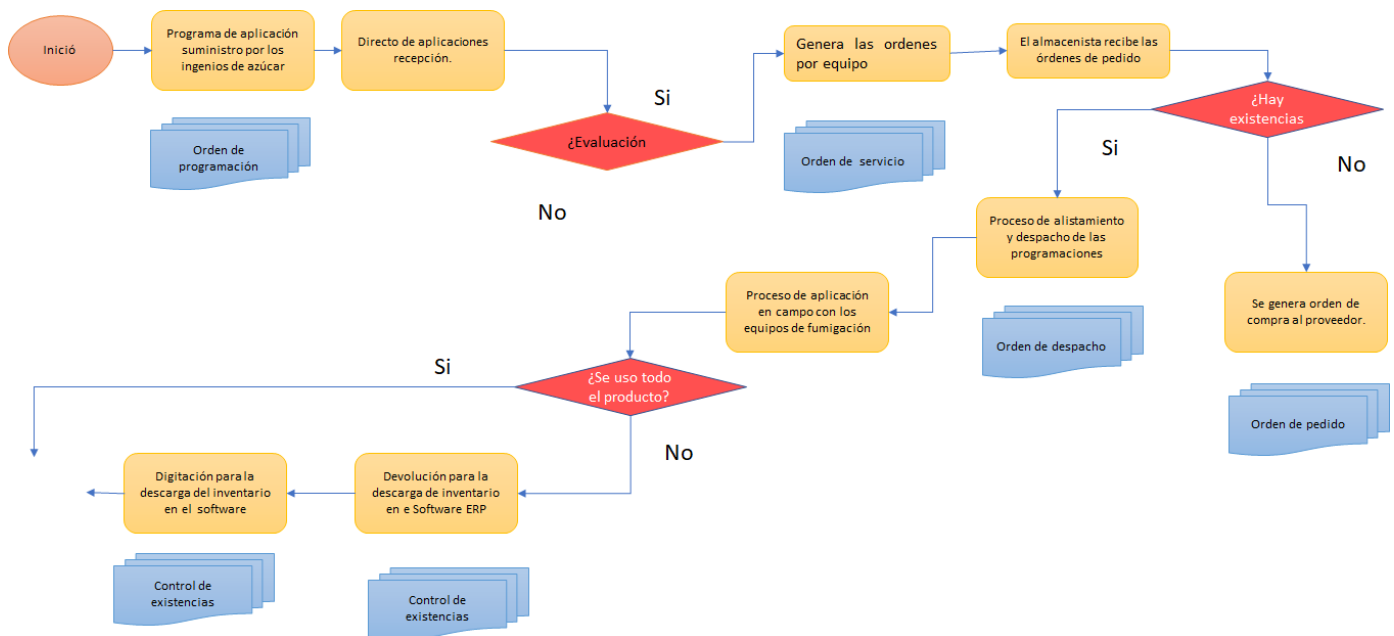 Inició
Programa de aplicación
suministro por los
ingenios de azúcar
Directo de aplicaciones
recepción.
Genera las ordenes
por equipo
El almacenista recibe las
órdenes de pedido
Orden de
programación
¿Evaluación
Si
No
Orden de servicio
¿Hay
existencias
Si
No
Proceso de alistamiento
y despacho de las
programaciones
Orden de despacho
Se genera orden de
compra al proveedor.
Orden de pedido
Proceso de aplicación
en campo con los
equipos de fumigación
¿Se uso todo
el producto?
Si
No
Devolución para la
descarga de inventario
en e Software ERP
Control de
existencias
Digitación para la
descarga del inventario
en el software
Control de
existencias